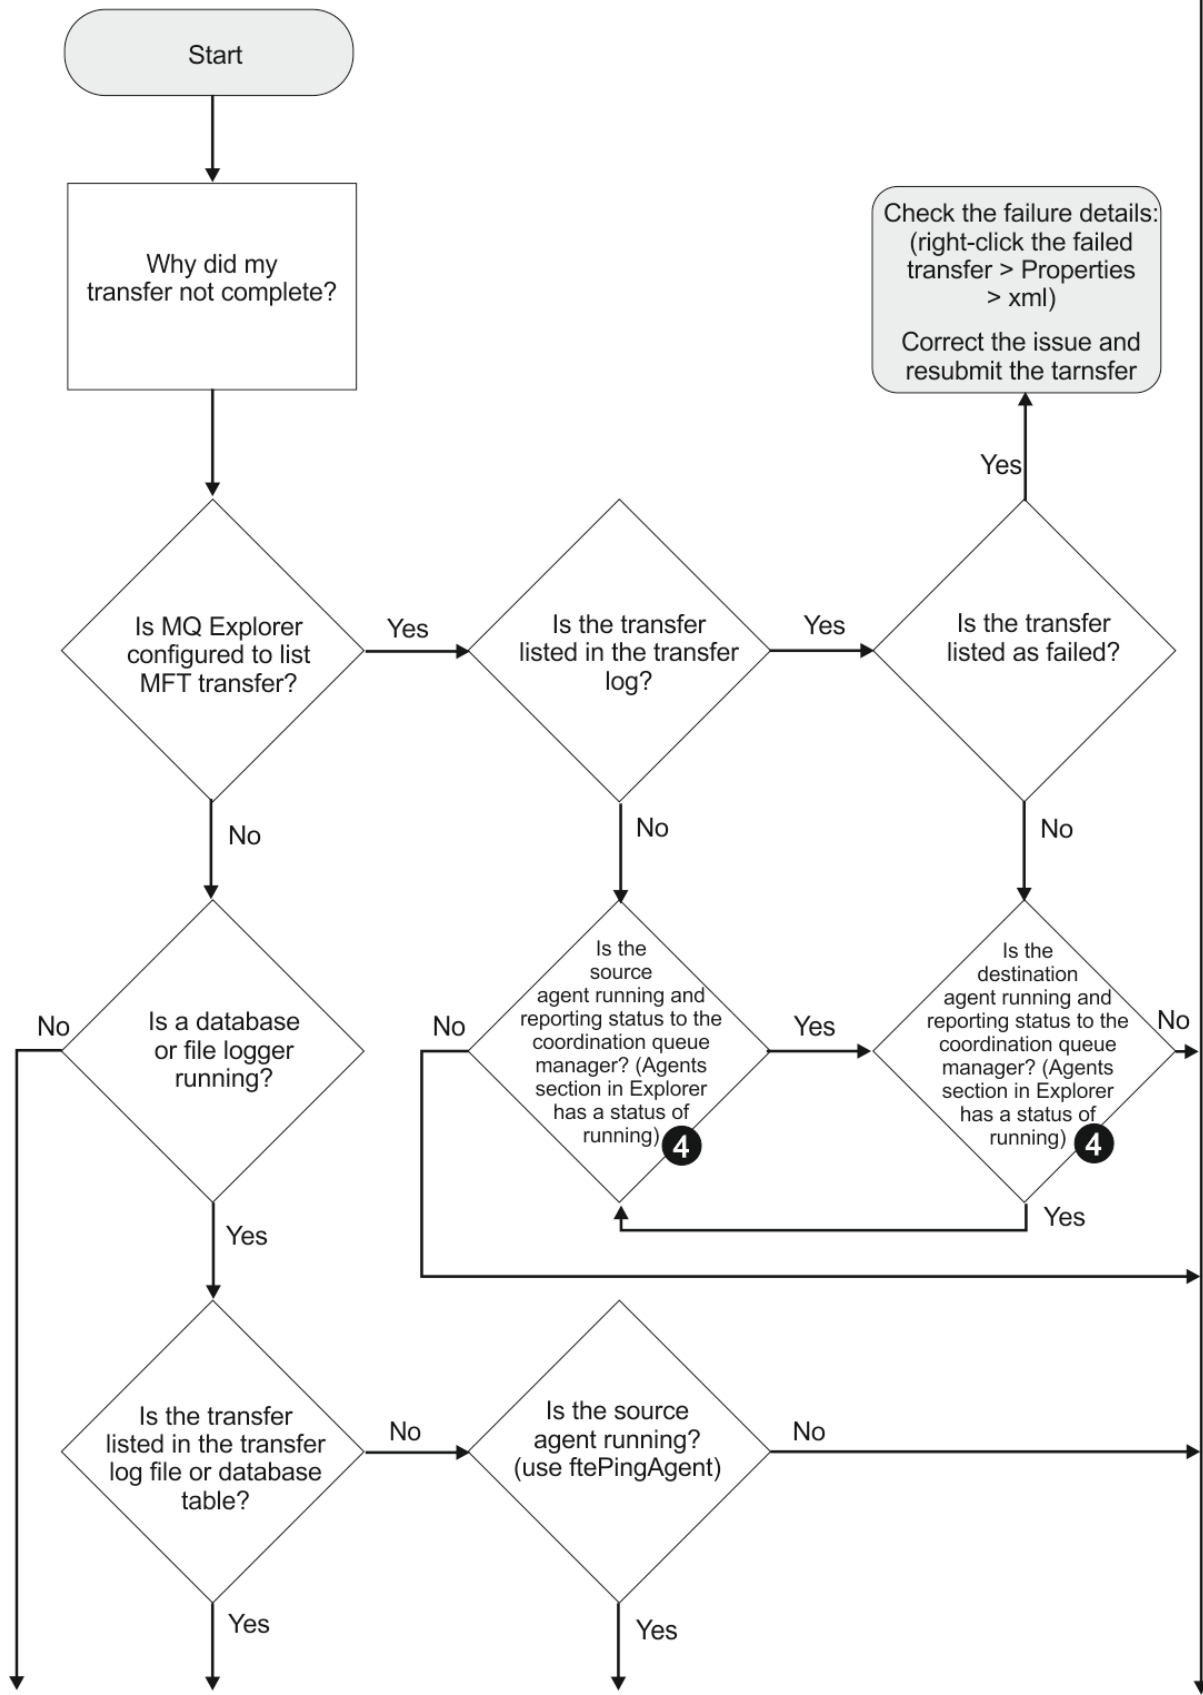 Start
Why did my
transfer not complete?
Check the failure details:
(right-click the failed
transfer > Properties
> xml)
Correct the issue and
resubmit the tarnsfer
Yes
Is MQ Explorer
configured to list
MFT transfer?
Yes
Is the transfer
listed in the transfer
log?
Yes
Is the transfer
listed as failed?
No
No
No
No
Is a database
or file logger
running?
No
Is the
source
agent running and
reporting status to the
coordination queue
manager? (Agents
section in Explorer
has a status of
running)
4
Yes
Is the
destination
agent running and
reporting status to the
coordination queue
manager? (Agents
section in Explorer
has a status of
running)
4
No
Yes
Yes
Is the transfer
listed in the transfer
log file or database
table?
No
Is the source
agent running?
(use ftePingAgent)
No
Yes
Yes